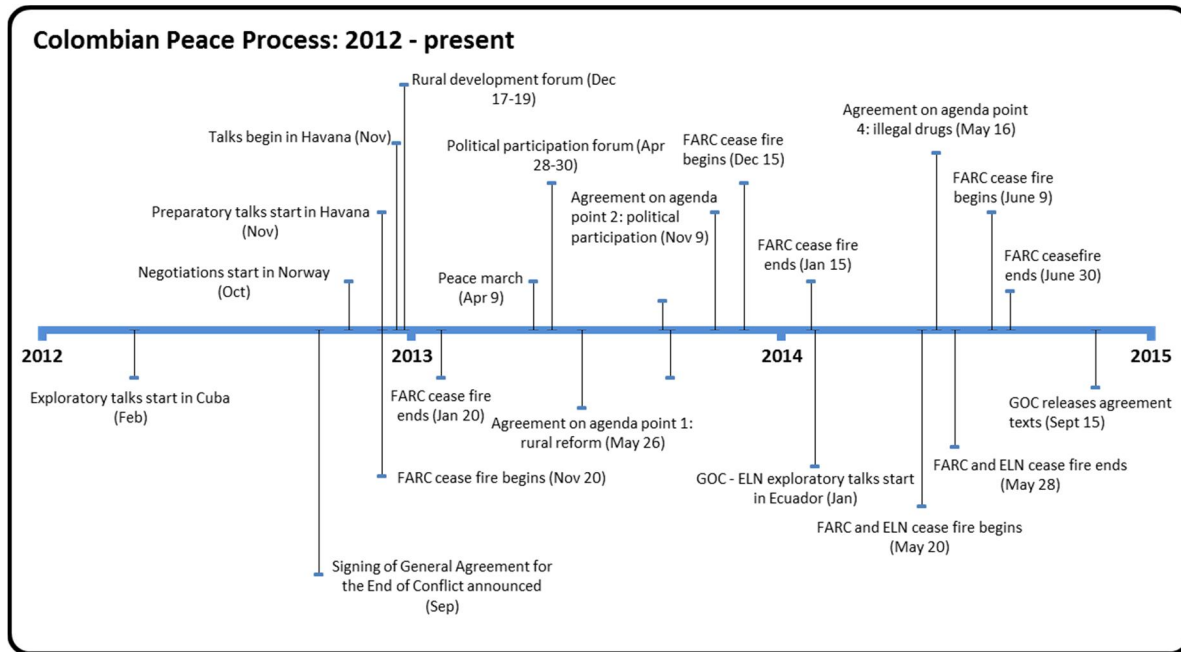 Colombian Peace Process: 2012 - present
Rural development forum (Dec
17-19)
Talks begin in Havana (Nov)
Preparatory talks start in Havana
(Nov)
Negotiations start in Norway
(Oct)
Political participation forum (Apr
28-30)
Peace march
(Apr 9)
Agreement on agenda
point 2: political
participation (Nov 9)
FARC cease fire
begins (Dec 15)
FARC cease fire
ends (Jan 15)
Agreement on agenda point
4: illegal drugs (May 16)
FARC cease fire
begins (June 9)
FARC ceasefire
ends (June 30)
2012
2013
2014
2015
Exploratory talks start in Cuba
(Feb)
Signing of General Agreement for
the End of Conflict announced
(Sep)
FARC cease fire begins (Nov 20)
FARC cease fire
ends (Jan 20)
Agreement on agenda point 1:
rural reform (May 26)
GOC - ELN exploratory talks start
in Ecuador (Jan)
FARC and ELN cease fire begins
(May 20)
FARC and ELN cease fire ends
(May 28)
GOC releases agreement
texts (Sept 15)